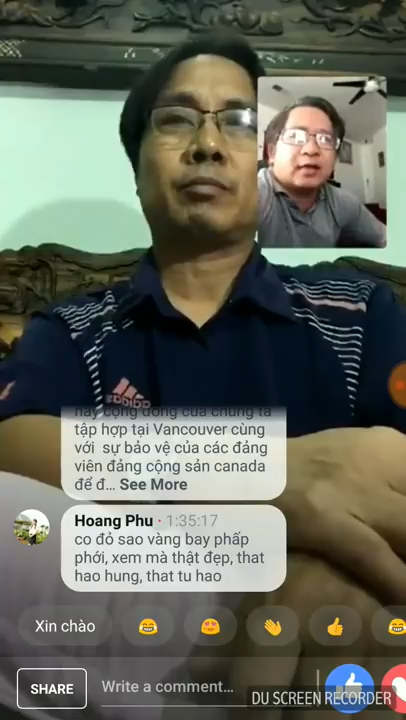 adidas
này cộng đồng của chúng ta
tập hợp tại Vancouver cùng
với sự bảo vệ của các đảng
viên đảng cộng sản canada
để đ... See More
Hoang Phu · 1:35:17
co đỏ sao vàng bay phấp
phới, xem mà thật đẹp, that
hao hung, that tu hao
Xin chào
SHARE
Write a comment...
DU SCREEN RECORDER